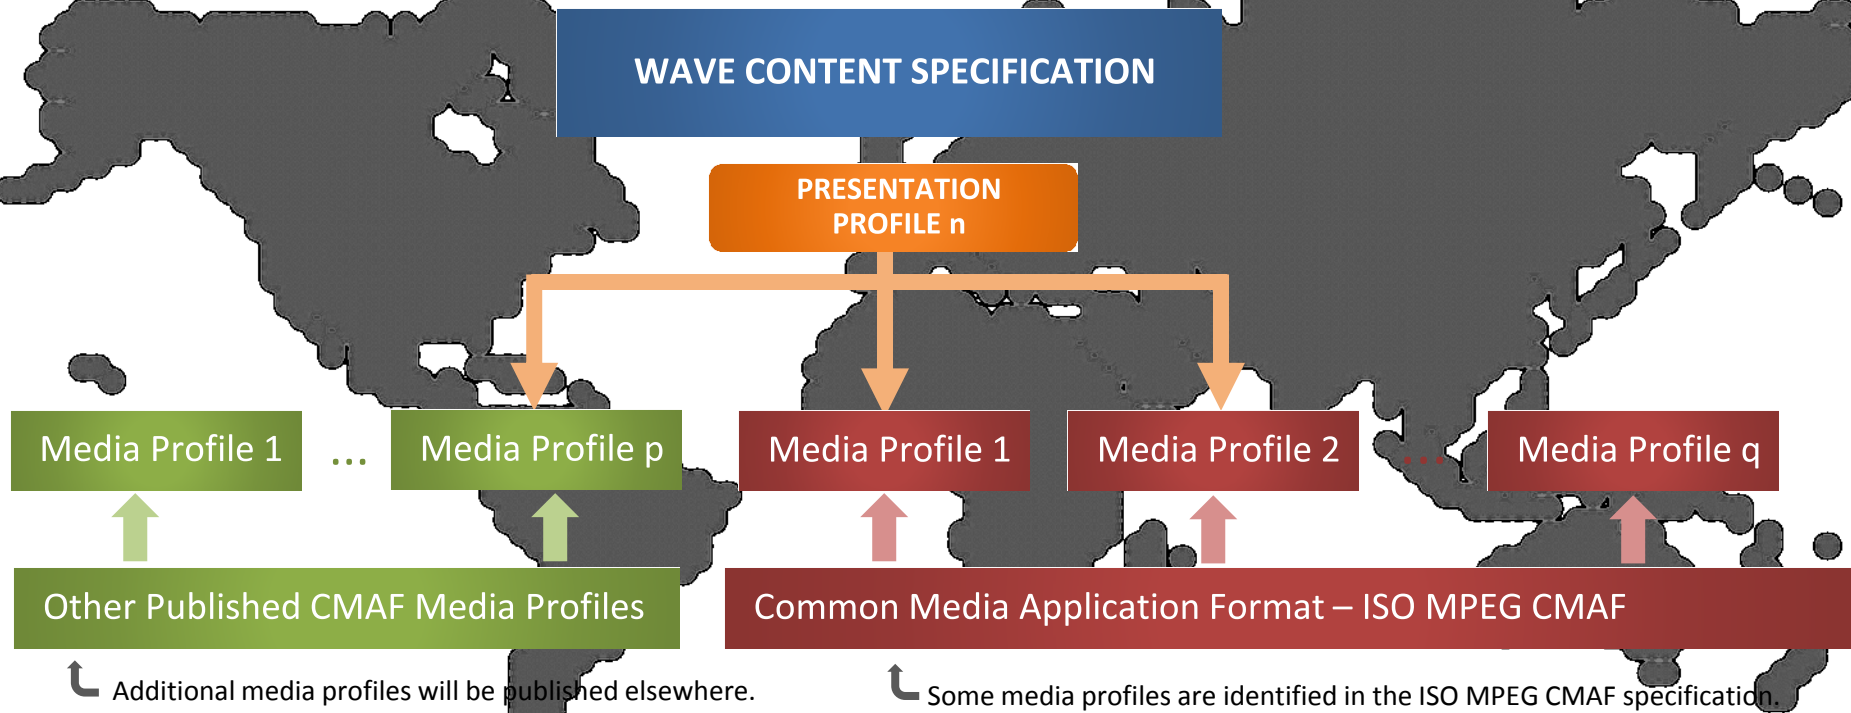 WAVE CONTENT SPECIFICATION
PRESENTATION
PROFILE n
Media Profile 1
...
Media Profile p
Media Profile 1
Media Profile 2
...
Media Profile q
Other Published CMAF Media Profiles
Common Media Application Format – ISO MPEG CMAF
Additional media profiles will be published elsewhere.
Some media profiles are identified in the ISO MPEG CMAF specification.